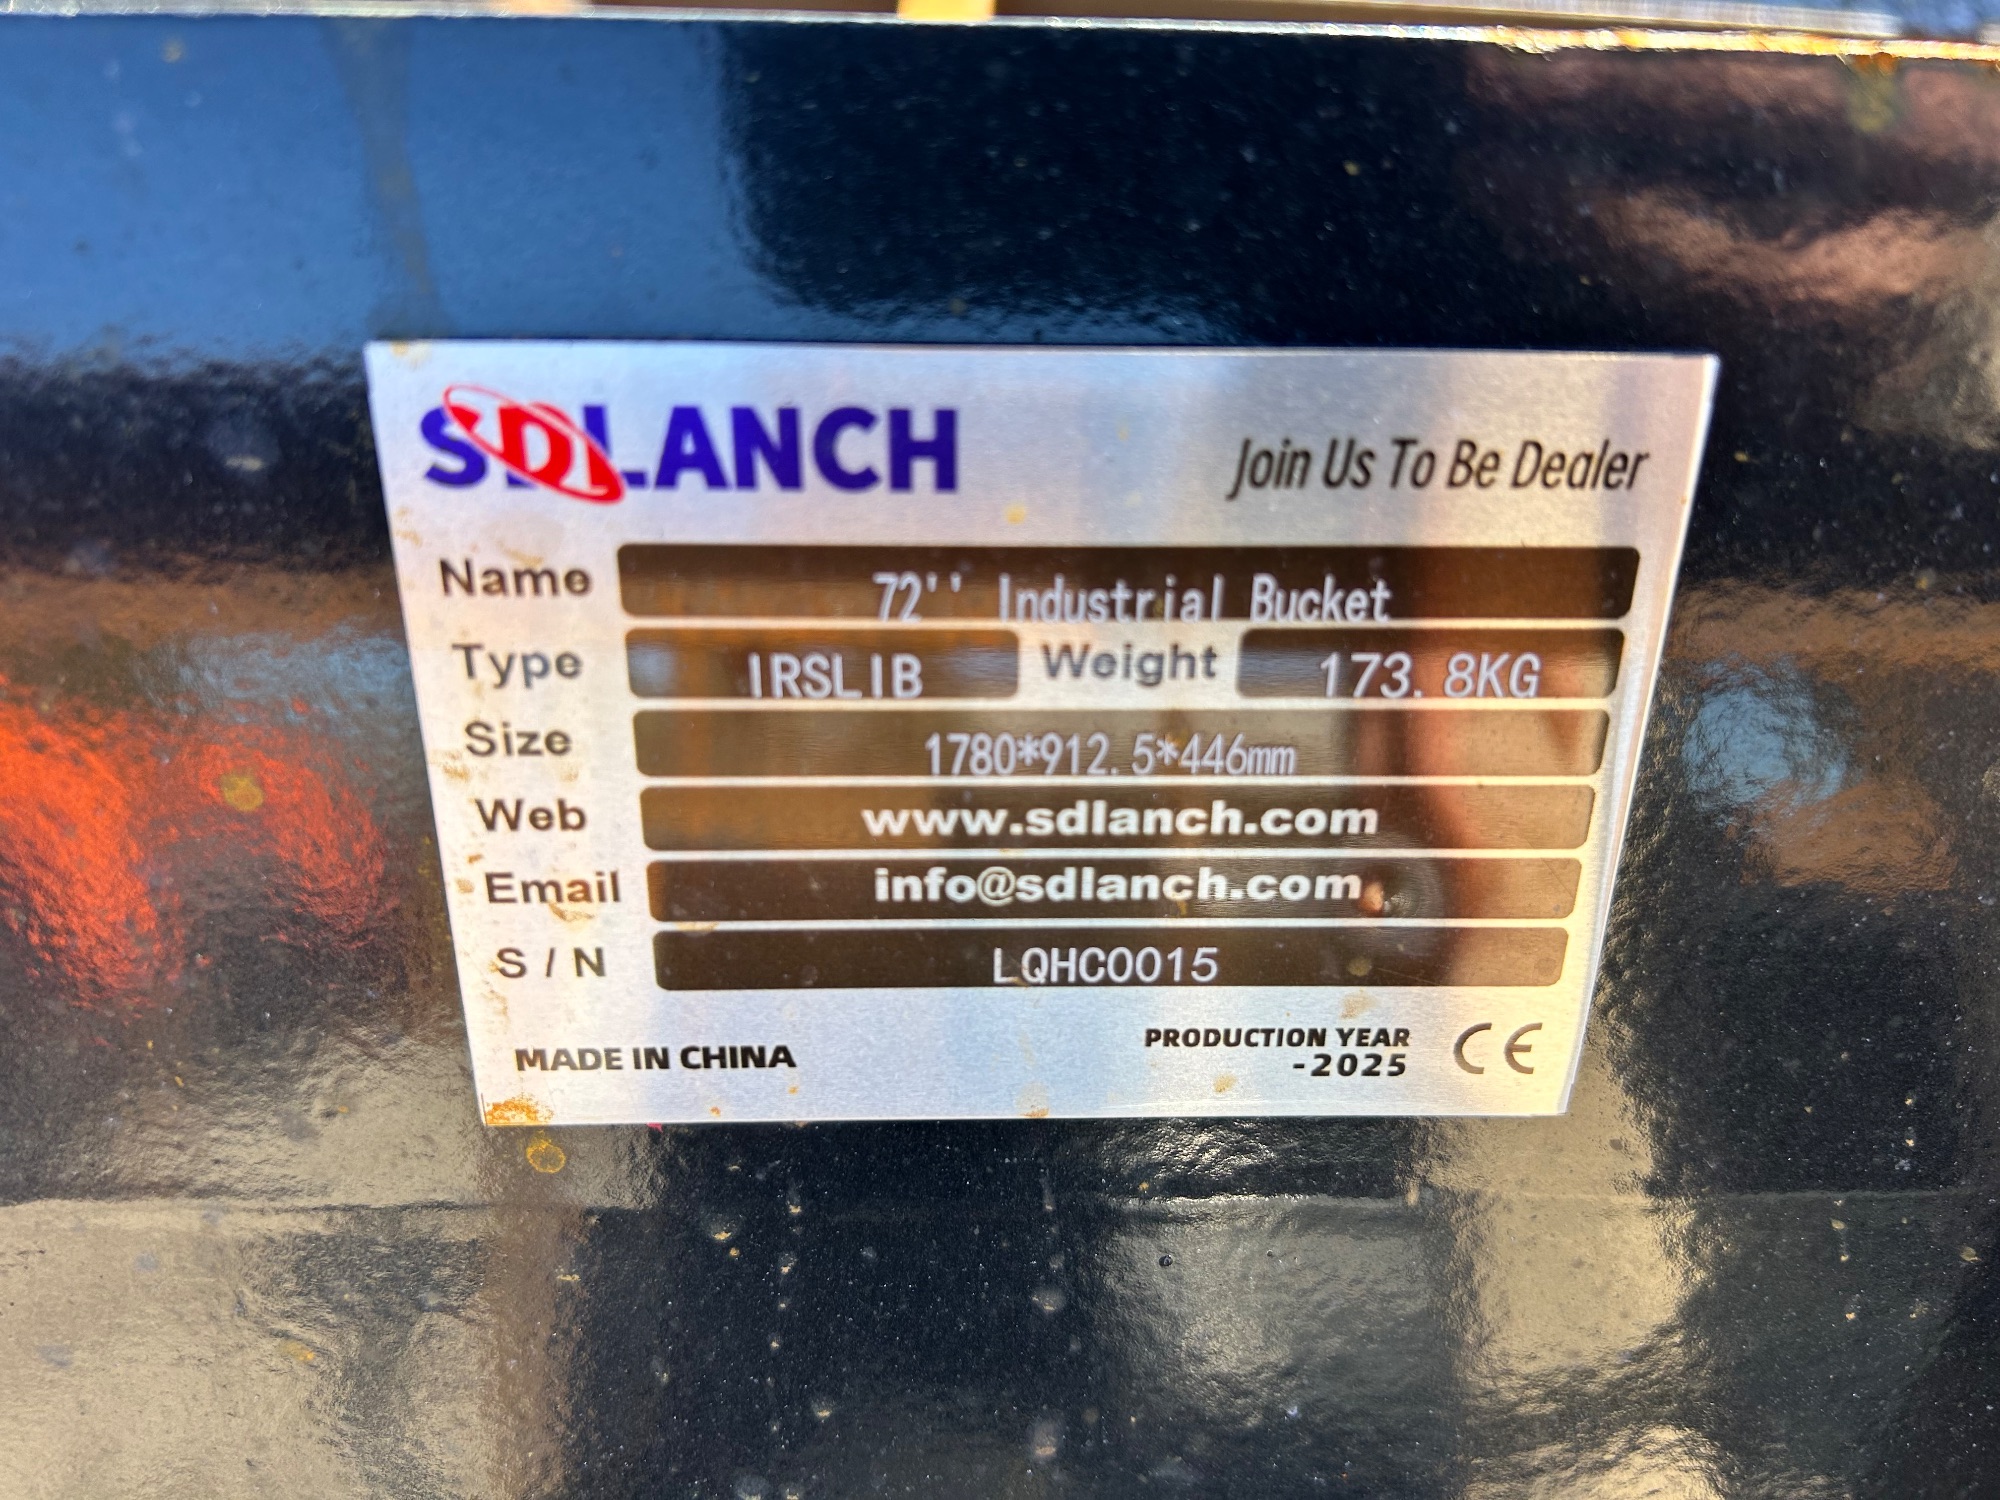 SDLANCH Join Us To Be Dealer
Name 72'' Industrial Bucket
Type IRSLIB Weight 173.8KG
Size 1780*912.5*446mm
Web www.sdlanch.com
Email info@sdlanch.com
S / N LQHC0015
MADE IN CHINA PRODUCTION YEAR
-2025 CE